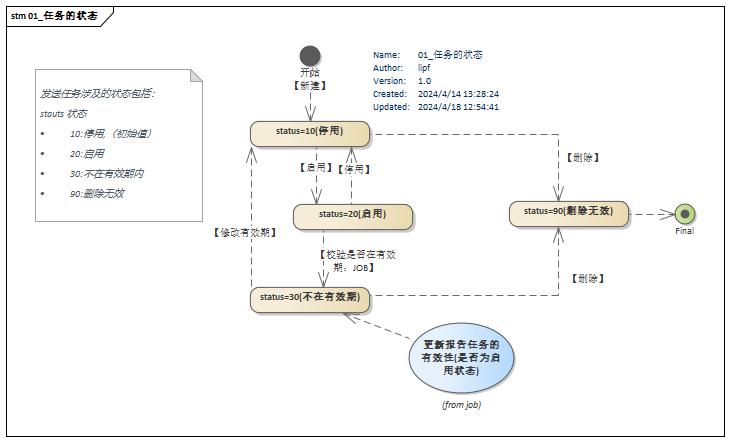 stm 01_任务的状态
发送任务涉及的状态包括：
stauts 状态
• 10:停用,（初始值）
• 20:启用
• 30:不在有效期内
• 90:删除无效
开始
【新建】
Name: 01_任务的状态
Author: lipf
Version: 1.0
Created: 2024/4/14 13:28:24
Updated: 2024/4/18 12:54:41
status=10(停用)
【删除】
【启用】
【停用】
status=20(启用)
status=90(删除无效)
Final
【修改有效期】
【校验是否在有效
期：JOB】
【删除】
status=30(不在有效期)
更新报告任务的
有效性(是否为启
用状态)
(from job)